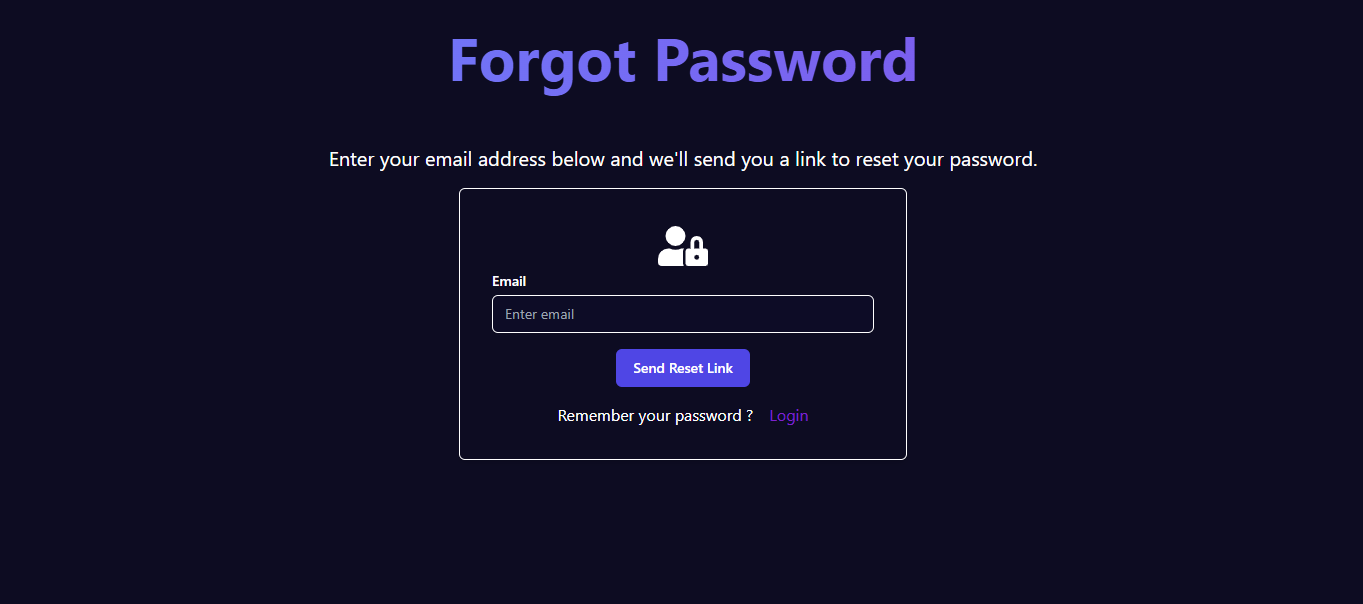 Forgot Password
Enter your email address below and we'll send you a link to reset your password.
Email
Enter email
Send Reset Link
Remember your password ? Login